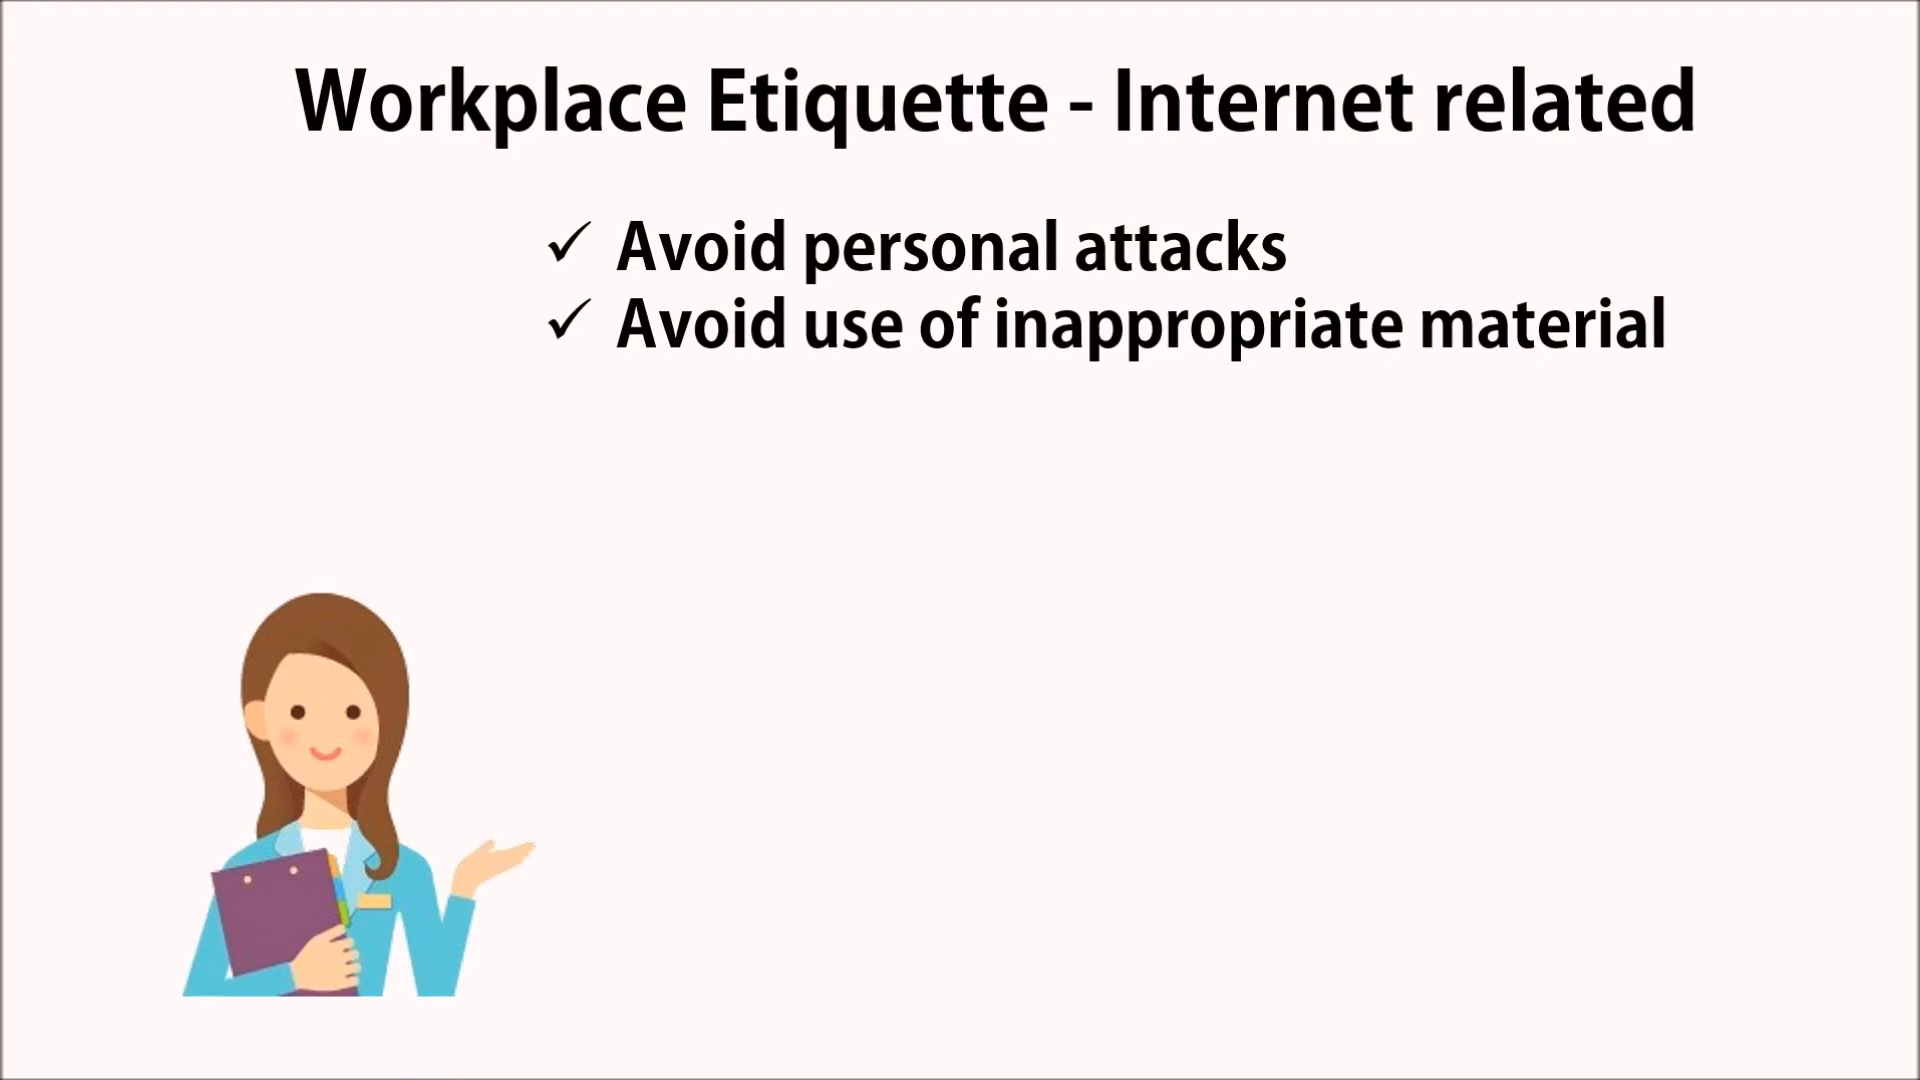 Workplace Etiquette - Internet related
✓ Avoid personal attacks
✓ Avoid use of inappropriate material